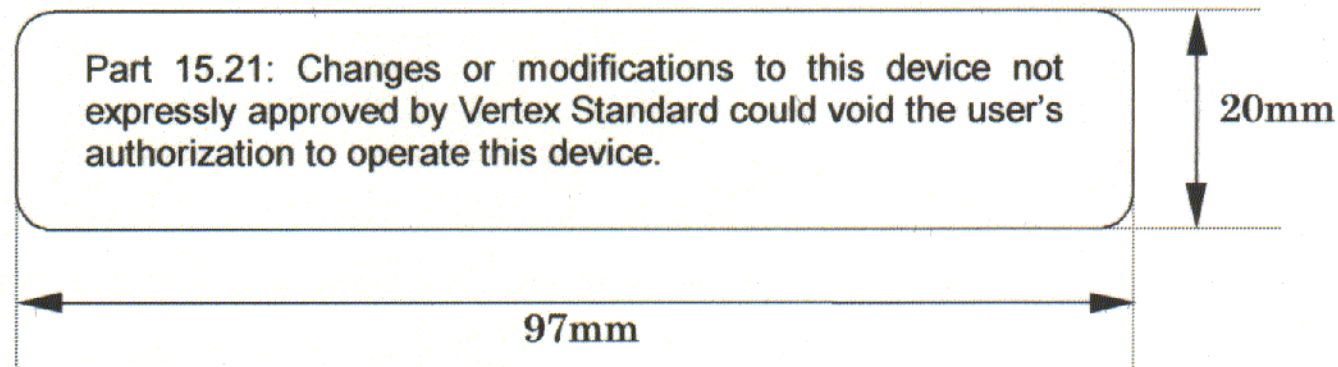 Part 15.21: Changes or modifications to this device not
expressly approved by Vertex Standard could void the user's
authorization to operate this device.
20mm
97mm